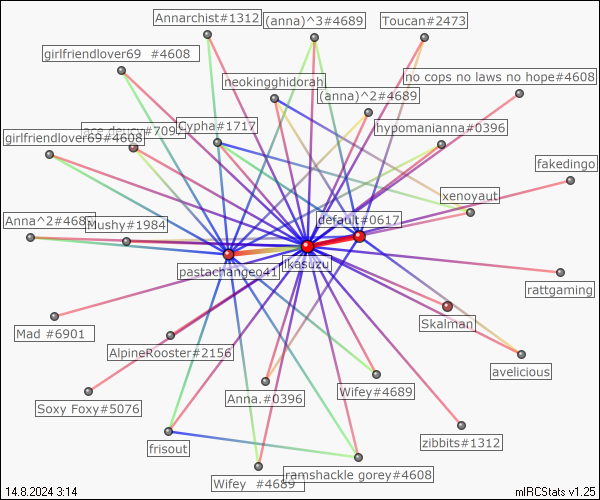 Annarchist#1312
(anna)^3#4689
Toucan#2473
girlfriendlover69 #4608
neokingghidorah
no cops no laws no hope#4608
(anna)^2#4689
ace deucy#7097
Cypha#1717
hypomanianna#0396
girlfriendlover69#4608
fakedingo
xenoyaut
Anna^2#4689
Mushy#1984
default#0617
pastachangeo41
ikasuzu
rattgaming
Mad #6901
Skalman
AlpineRooster#2156
avelicious
Soxy Foxy#5076
Anna.#0396
Wifey#4689
frisout
zibbits#1312
Wifey #4689
ramshackle gorey#4608
14.8.2024 3:14
mIRCStats v1.25